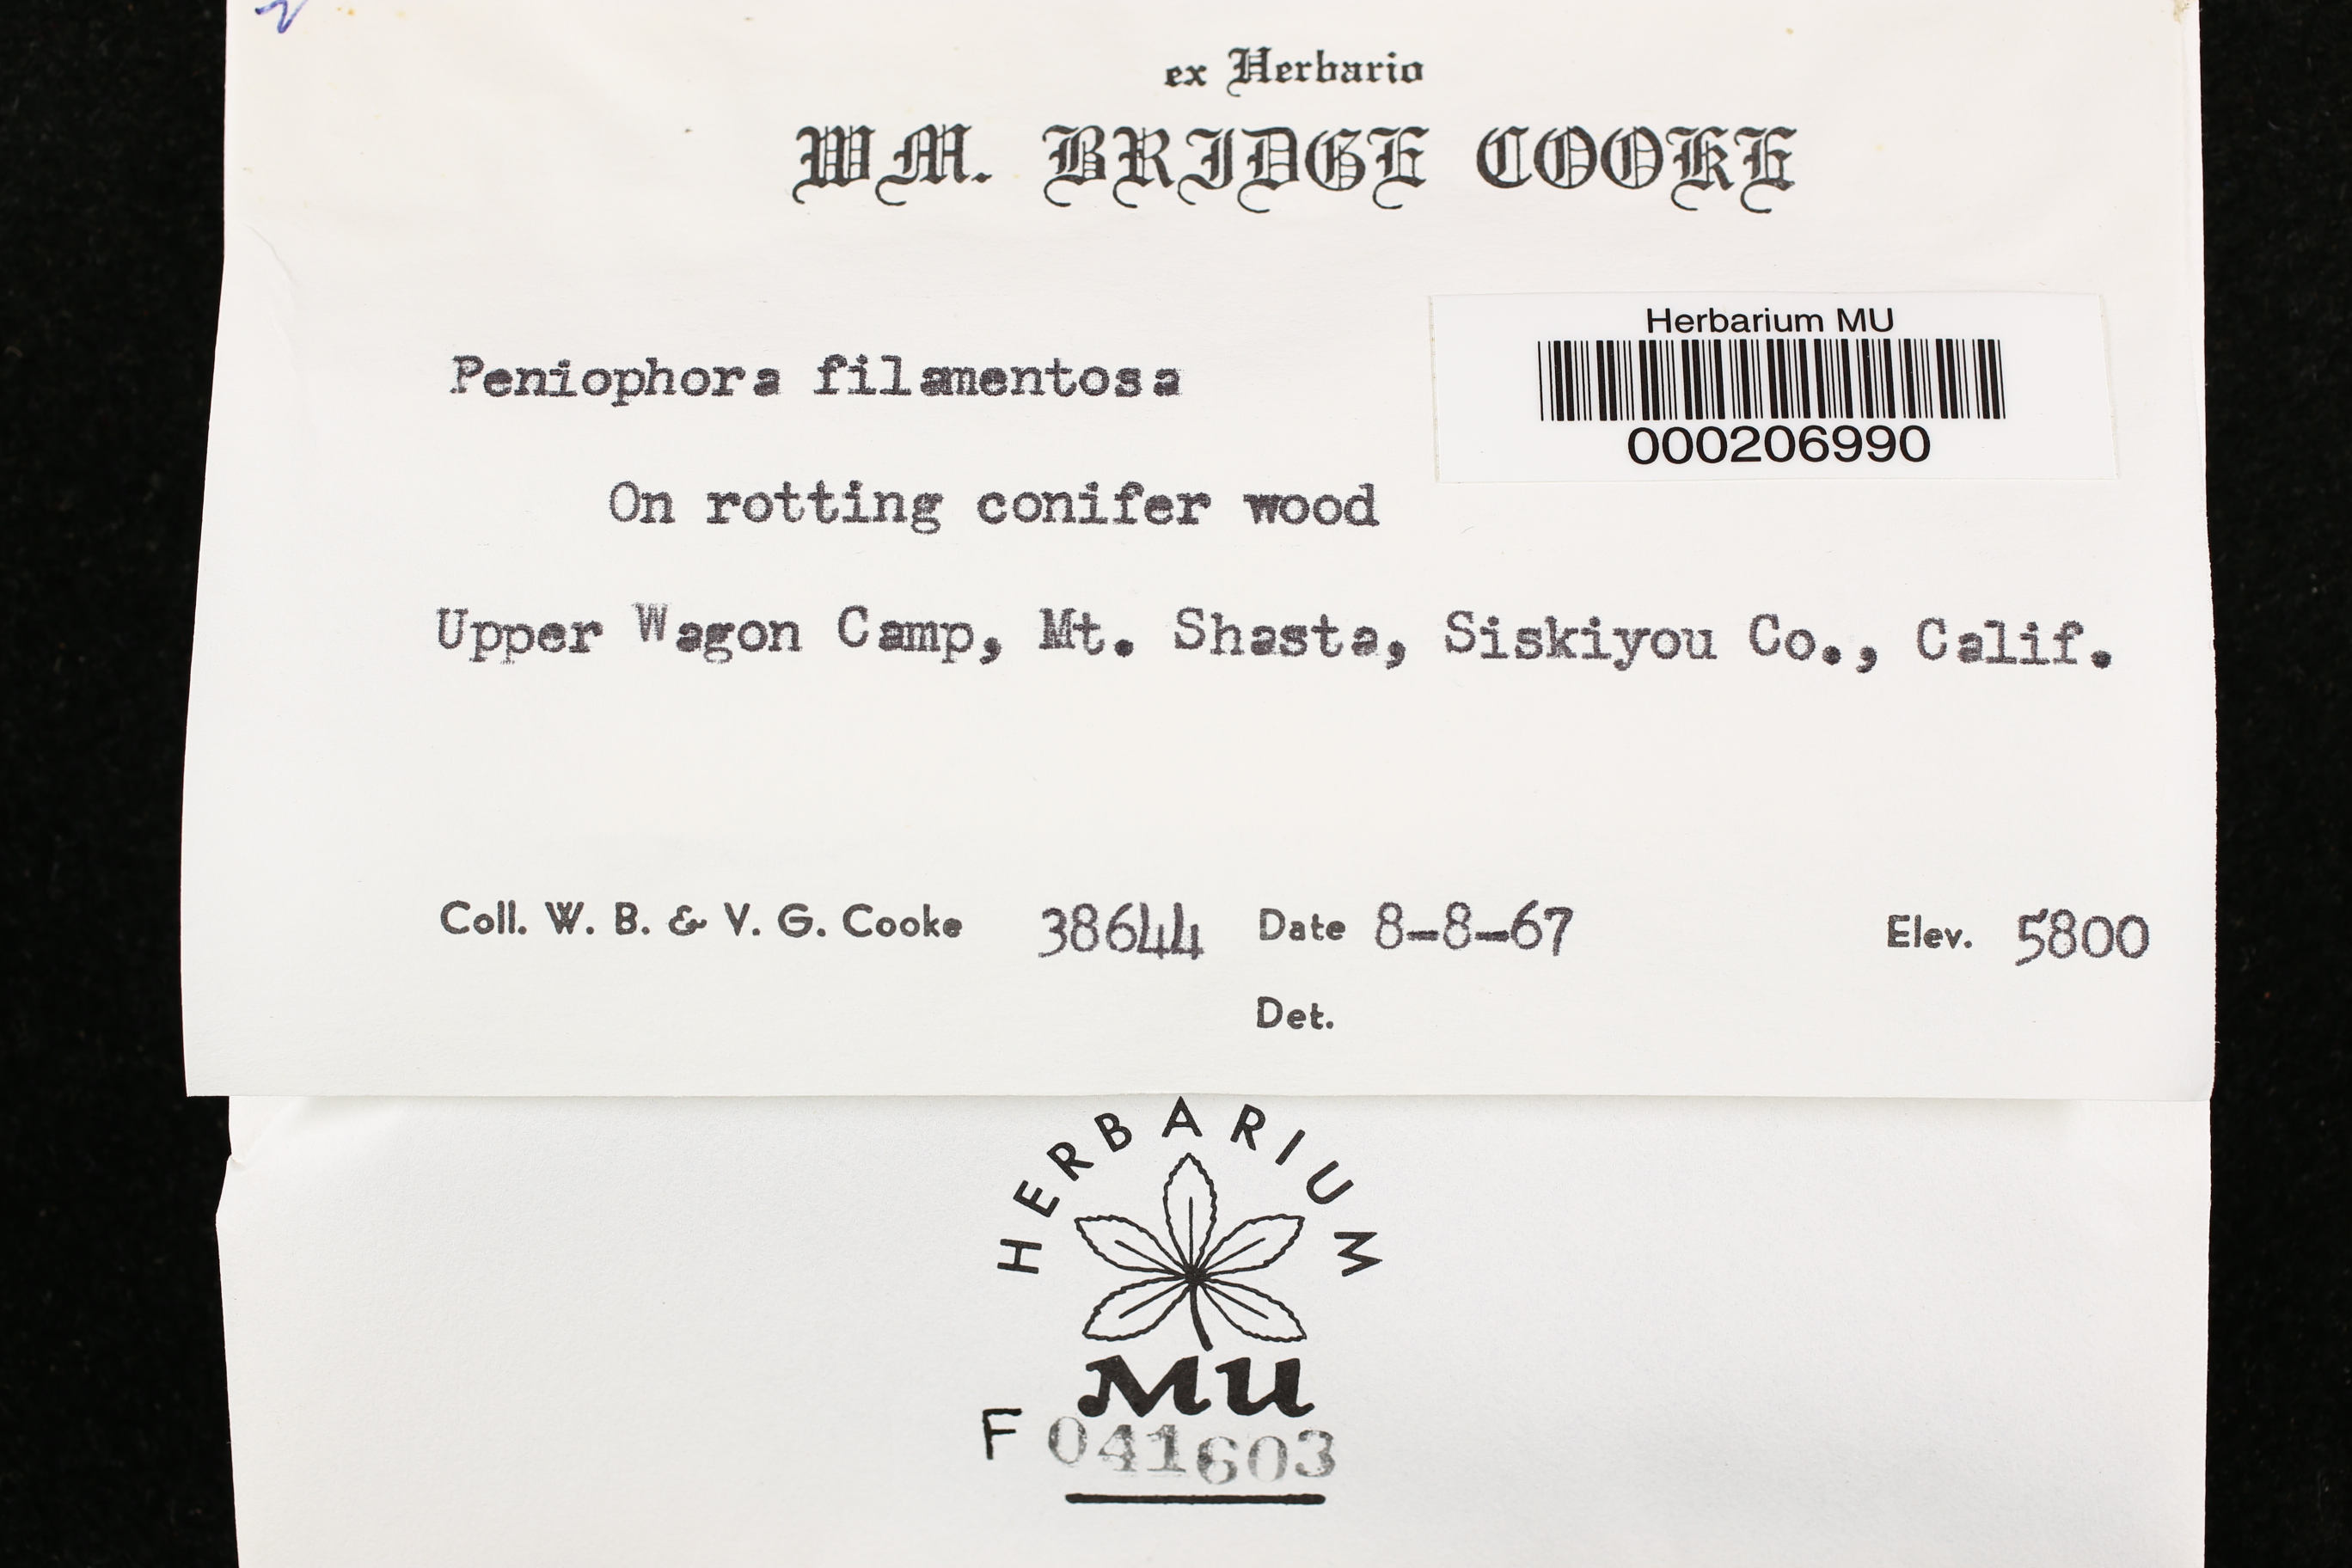 ex Herbario
WM. BRIDGE COOKE
Herbarium MU
000206990
Peniophora filamentosa
On rotting conifer wood
Upper Wagon Camp, Mt. Shasta, Siskiyou Co., Calif.
Coll. W. B. & V. G. Cooke 38644 Date 8-8-67 Elev. 5800
Det.
HERBARIUM
MU
F 041603